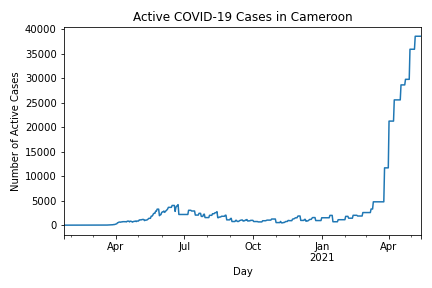 Active COVID-19 Cases in Cameroon
Number of Active Cases
40000
35000
30000
25000
20000
15000
10000
5000
0
Apr
Jul
Oct
Jan
2021
Apr
Day